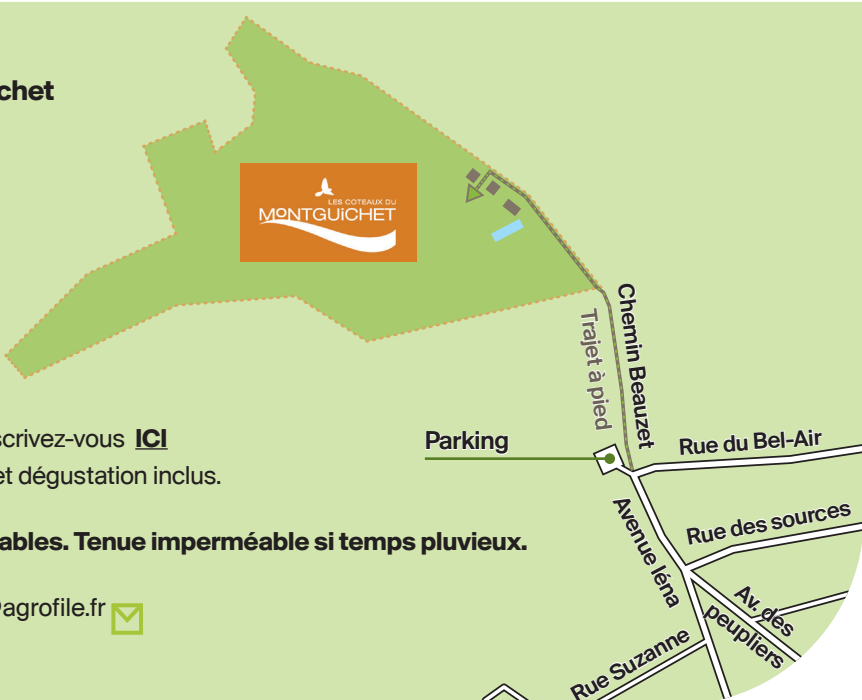 chet
LES COTEAUX DU
MONTGUiCHET
Chemin Beauzet
Trajet à pied
scrivez-vous ICI
Parking
Rue du Bel-Air
et dégustation inclus.
Avenue Iéna
Rue des sources
ables. Tenue imperméable si temps pluvieux.
agrofile.fr
Av. des
peupliers
Rue Suzanne